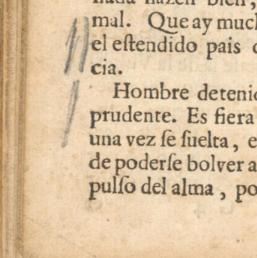 nada hazen bien,
mal. Que ay much
el eſtendido pais d
cia.
Hombre detenid
prudente. Es fiera
una vez ſe ſuelta, e
de poderſe bolver a
pulſo del alma, po